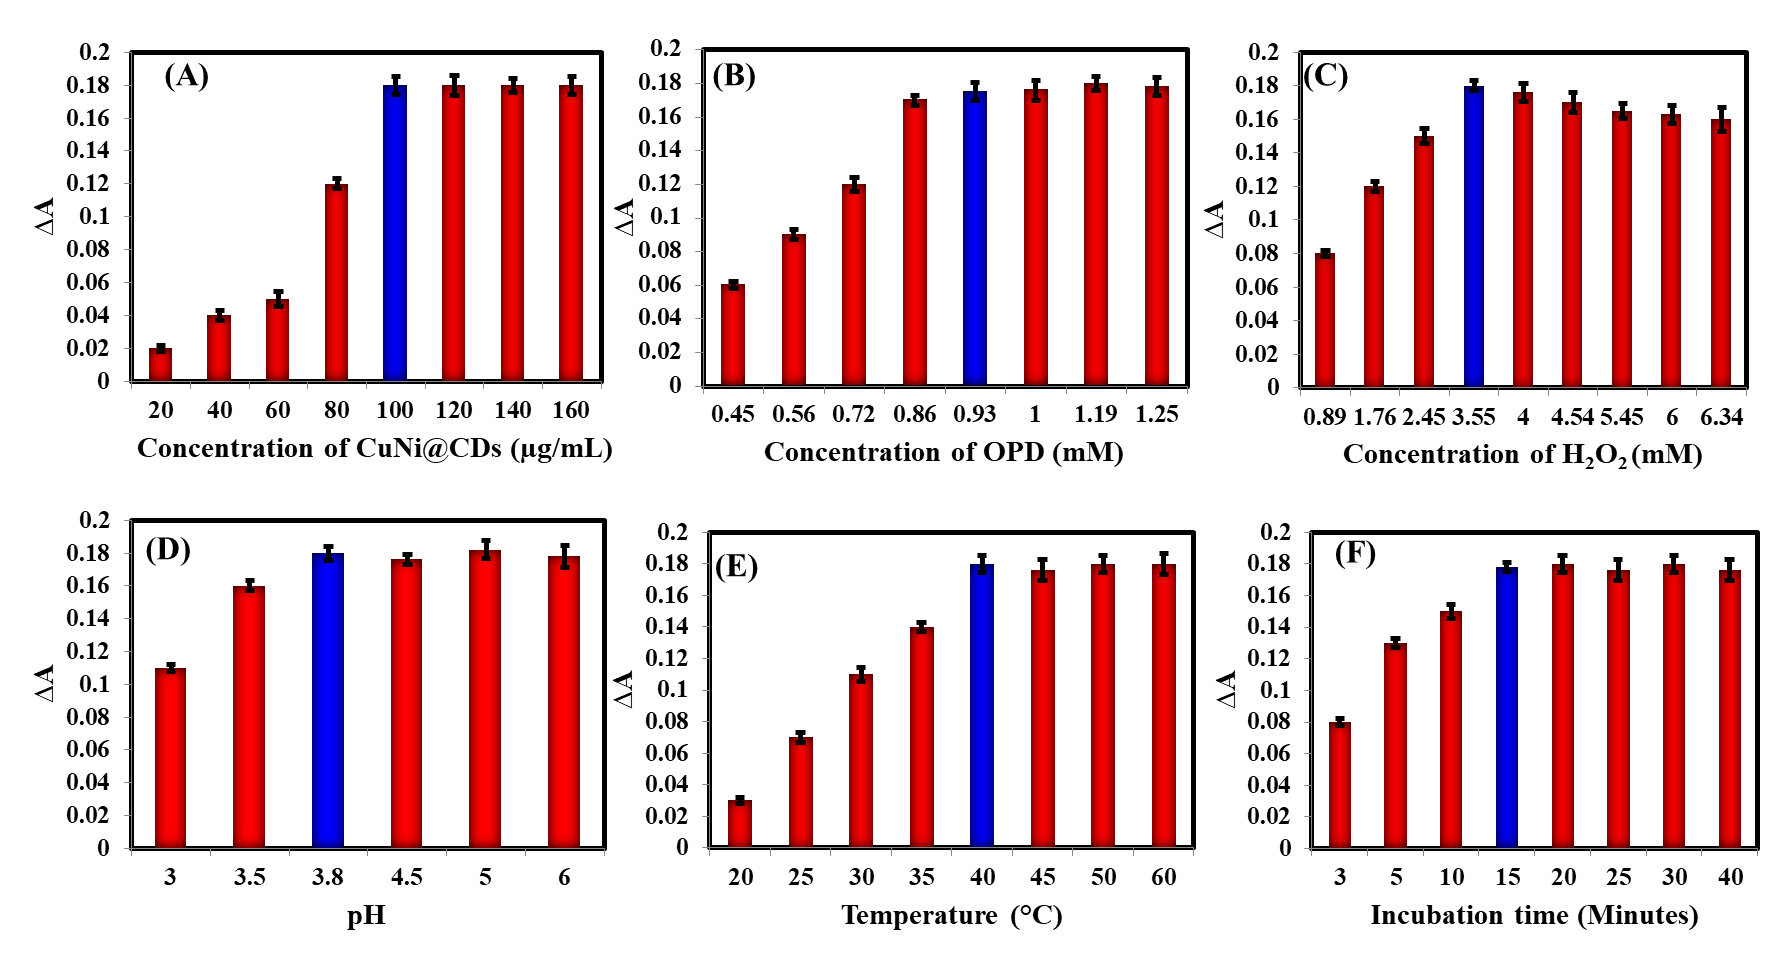 (A)
0.2
0.18
0.16
0.14
0.12
0.1
0.08
0.06
0.04
0.02
0
ΔA
20 40 60 80 100 120 140 160
Concentration of CuNi@CDs (µg/mL)
(B)
0.2
0.18
0.16
0.14
0.12
0.1
0.08
0.06
0.04
0.02
0
ΔA
0.45 0.56 0.72 0.86 0.93 1 1.19 1.25
Concentration of OPD (mM)
(C)
0.2
0.18
0.16
0.14
0.12
0.1
0.08
0.06
0.04
0.02
0
ΔA
0.89 1.76 2.45 3.55 4 4.54 5.45 6 6.34
Concentration of H₂O₂ (mM)
(D)
0.2
0.18
0.16
0.14
0.12
0.1
0.08
0.06
0.04
0.02
0
ΔA
3 3.5 3.8 4.5 5 6
pH
(E)
0.2
0.18
0.16
0.14
0.12
0.1
0.08
0.06
0.04
0.02
0
ΔA
20 25 30 35 40 45 50 60
Temperature (°C)
(F)
0.2
0.18
0.16
0.14
0.12
0.1
0.08
0.06
0.04
0.02
0
ΔA
3 5 10 15 20 25 30 40
Incubation time (Minutes)